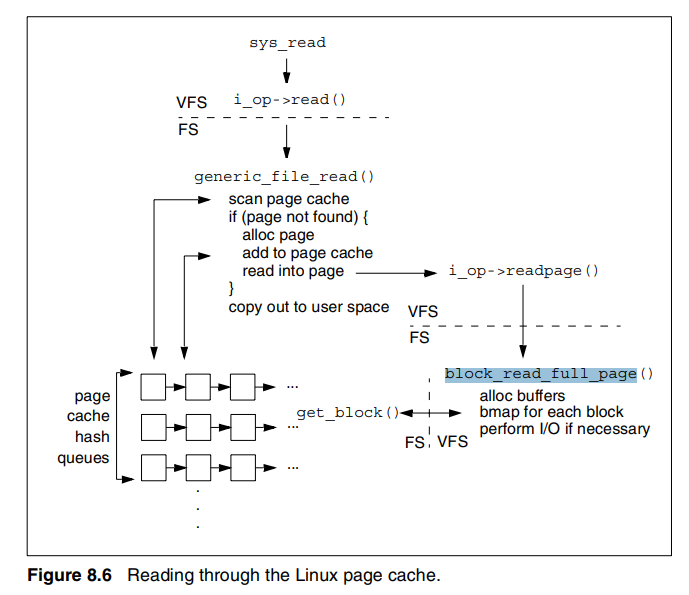 sys_read
VFS i_op->read()
FS
generic_file_read()
scan page cache
if (page not found) {
alloc page
add to page cache
read into page
}
copy out to user space
i_op->readpage()
VFS
FS
block_read_full_page()
alloc buffers
bmap for each block
perform I/O if necessary
get_block()
FS VFS
page
cache
hash
queues
...
...
...
.
.
.
Figure 8.6 Reading through the Linux page cache.